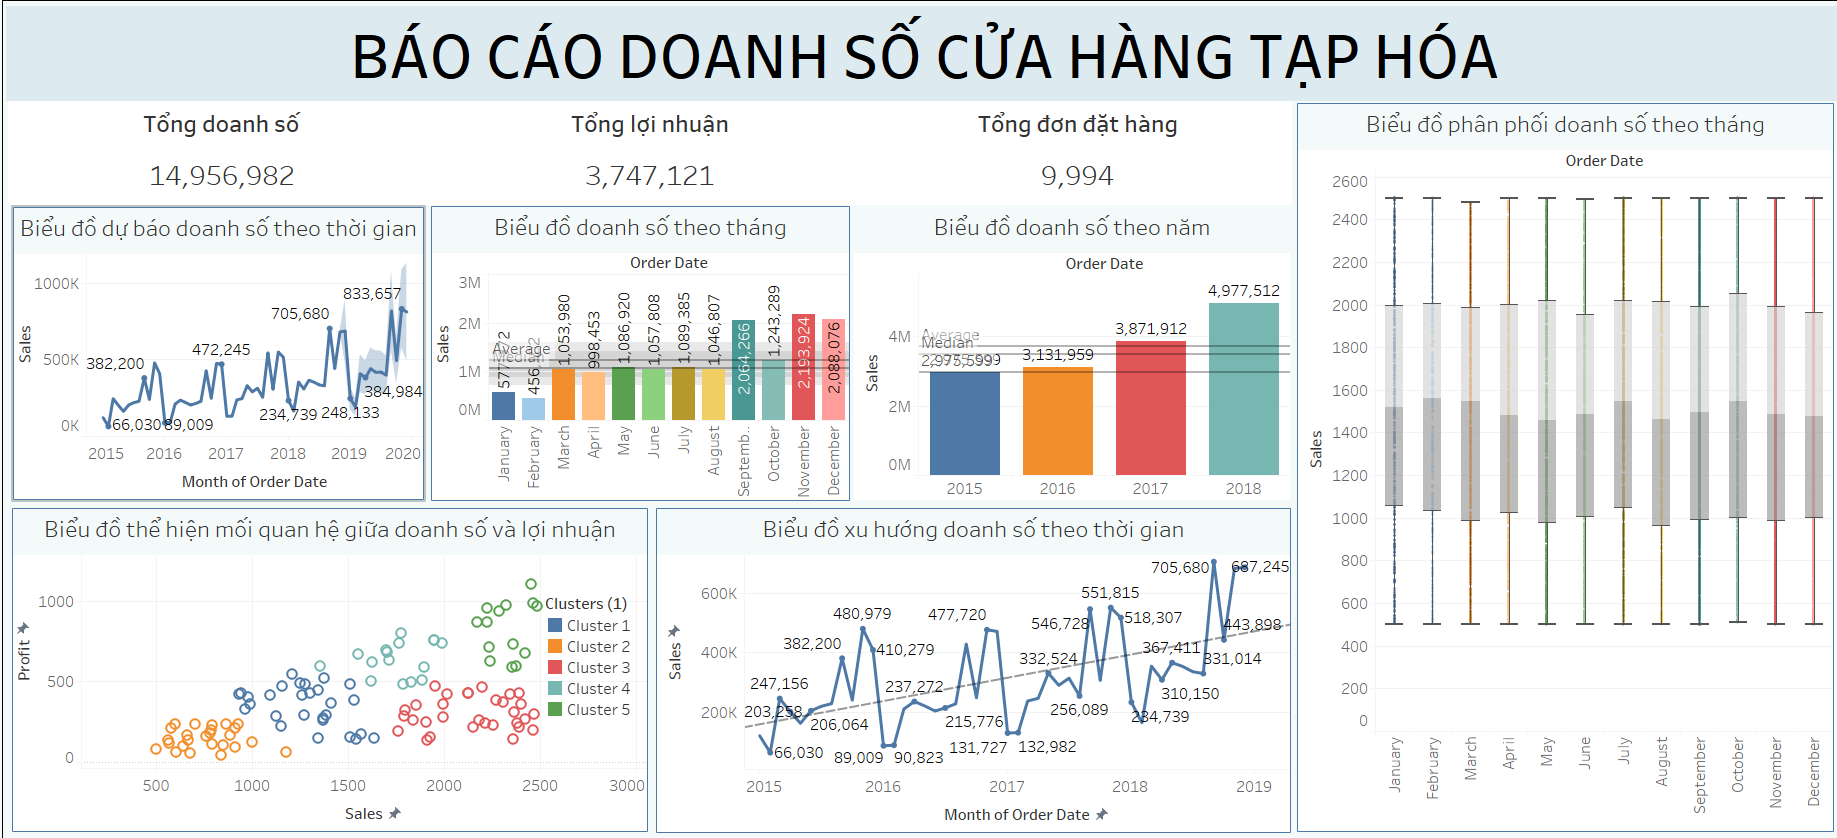 BÁO CÁO DOANH SỐ CỬA HÀNG TẠP HÓA
Tổng doanh số
14,956,982
Tổng lợi nhuận
3,747,121
Tổng đơn đặt hàng
9,994
Biểu đồ dự báo doanh số theo thời gian
Sales
1000K
500K
0K
382,200
66,030
89,009
472,245
705,680
833,657
234,739
248,133
384,984
2015
2016
2017
2018
2019
2020
Month of Order Date
Biểu đồ doanh số theo tháng
Order Date
Sales
3M
2M
1M
0M
Average
Median
1,053,980
998,453
1,086,920
1,057,808
1,089,385
1,046,807
2,064,266
1,243,289
2,193,924
2,088,076
January
February
March
April
May
June
July
August
Septemb..
October
November
December
Biểu đồ doanh số theo năm
Order Date
Sales
4M
2M
0M
Average
Median
2,975,599
3,131,959
3,871,912
4,977,512
2015
2016
2017
2018
Biểu đồ thể hiện mối quan hệ giữa doanh số và lợi nhuận
Profit
1000
500
0
Clusters (1)
Cluster 1
Cluster 2
Cluster 3
Cluster 4
Cluster 5
500
1000
1500
2000
2500
3000
Sales
Biểu đồ xu hướng doanh số theo thời gian
Sales
600K
400K
200K
203,258
66,030
247,156
206,064
382,200
480,979
410,279
89,009
90,823
237,272
215,776
477,720
131,727
132,982
332,524
256,089
546,728
551,815
518,307
234,739
310,150
367,411
331,014
705,680
443,898
687,245
2015
2016
2017
2018
2019
Month of Order Date
Biểu đồ phân phối doanh số theo tháng
Order Date
Sales
2600
2400
2200
2000
1800
1600
1400
1200
1000
800
600
400
200
0
January
February
March
April
May
June
July
August
September
October
November
December